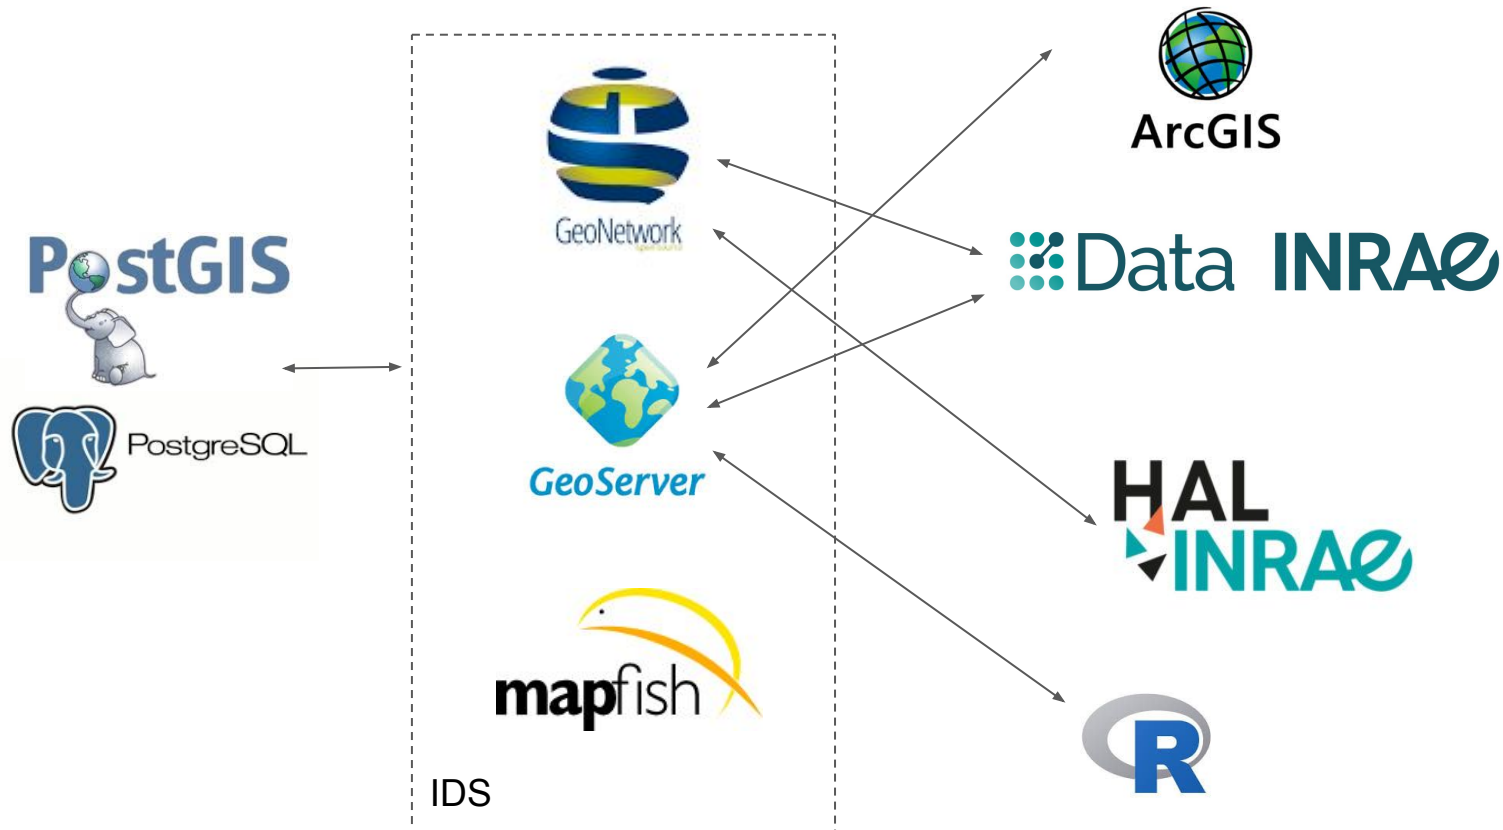 PostGIS
PostgreSQL
GeoNetwork
GeoServer
mapfish
IDS
ArcGIS
Data INRAE
HAL
INRAE
R